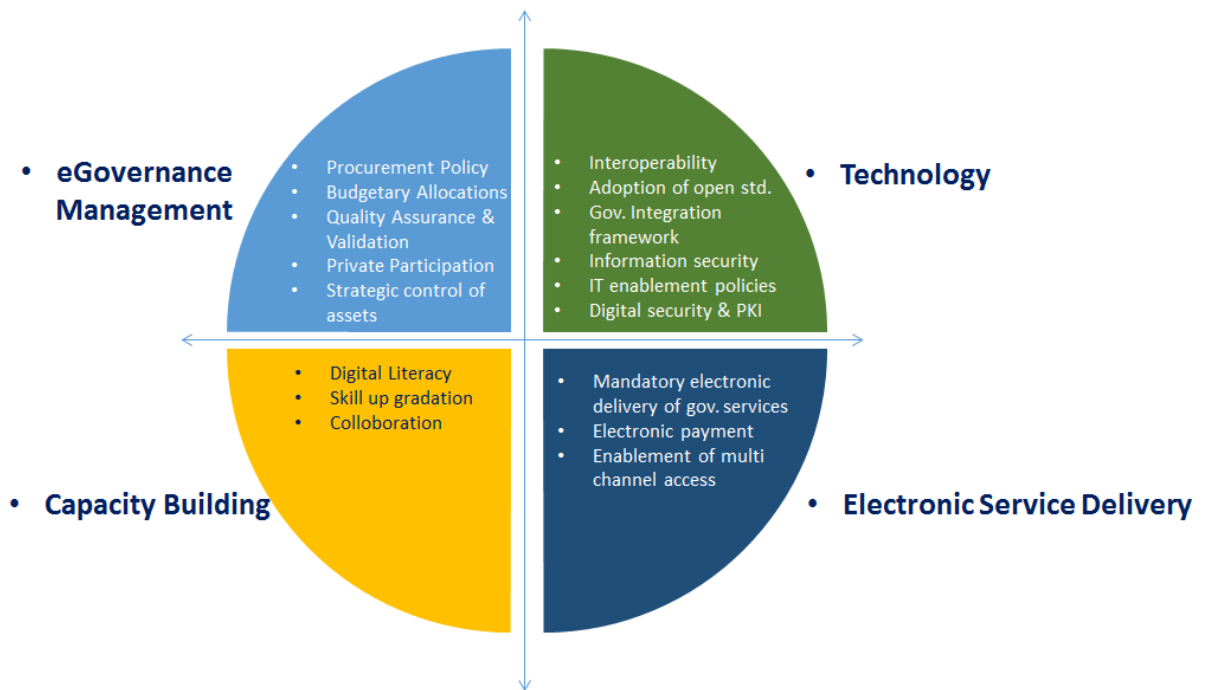 • eGovernance
Management
• Procurement Policy
• Budgetary Allocations
• Quality Assurance &
Validation
• Private Participation
• Strategic control of
assets
• Interoperability
• Adoption of open std.
• Gov. Integration
framework
• Information security
• IT enablement policies
• Digital security & PKI
• Technology
• Capacity Building
• Digital Literacy
• Skill up gradation
• Colloboration
• Mandatory electronic
delivery of gov. services
• Electronic payment
• Enablement of multi
channel access
• Electronic Service Delivery